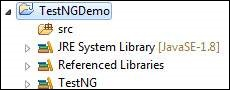 TestNGDemo
src
JRE System Library [JavaSE-1.8]
Referenced Libraries
TestNG